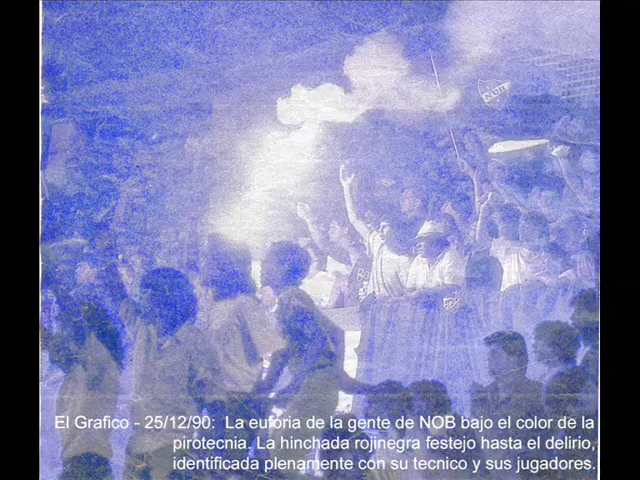 El Grafico - 25/12/90: La euforia de la gente de NOB bajo el color de la
pirotecnia. La hinchada rojinegra festejo hasta el delirio,
identificada plenamente con su tecnico y sus jugadores.